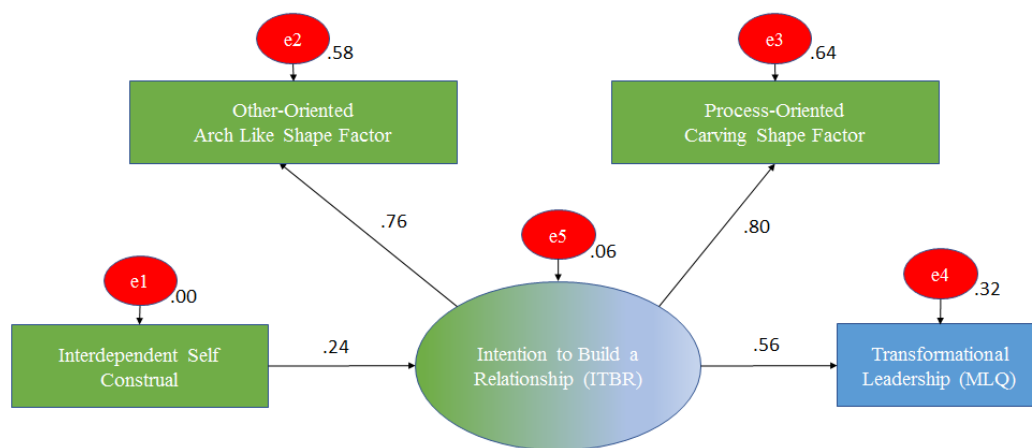 e2
.58
e3
.64
Other-Oriented
Arch Like Shape Factor
Process-Oriented
Carving Shape Factor
.76
.80
e5
.06
e1
.00
e4
.32
Interdependent Self
Construal
.24
Intention to Build a
Relationship (ITBR)
.56
Transformational
Leadership (MLQ)